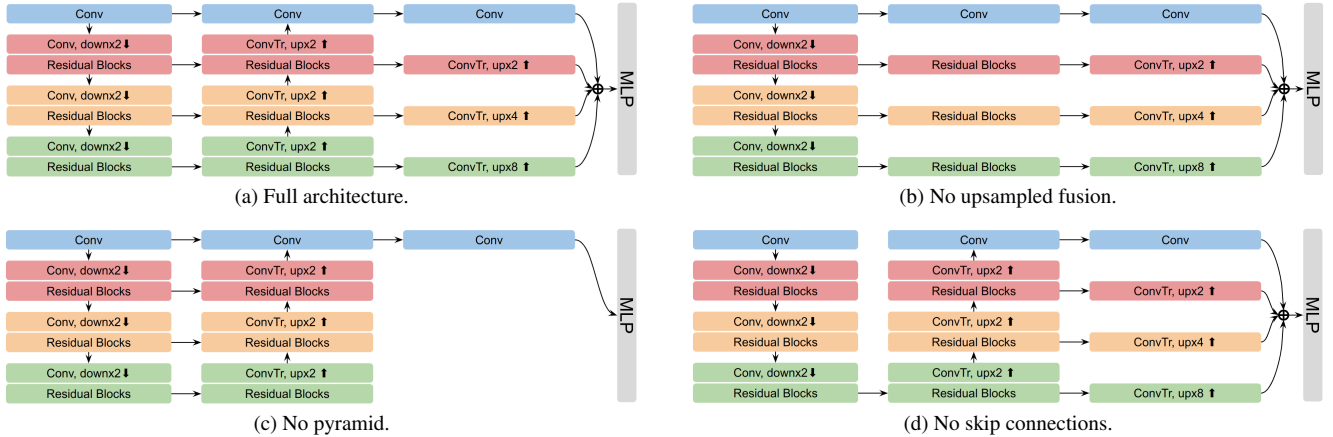 Conv Conv Conv
Conv, downx2⬇ ConvTr, upx2 ⬆
Residual Blocks Residual Blocks ConvTr, upx2 ⬆
Conv, downx2⬇ ConvTr, upx2 ⬆
Residual Blocks Residual Blocks ConvTr, upx4 ⬆
Conv, downx2⬇ ConvTr, upx2 ⬆
Residual Blocks Residual Blocks ConvTr, upx8 ⬆
MLP
(a) Full architecture.
Conv Conv Conv
Conv, downx2⬇
Residual Blocks Residual Blocks ConvTr, upx2 ⬆
Conv, downx2⬇
Residual Blocks Residual Blocks ConvTr, upx4 ⬆
Conv, downx2⬇
Residual Blocks Residual Blocks ConvTr, upx8 ⬆
MLP
(b) No upsampled fusion.
Conv Conv Conv
Conv, downx2⬇ ConvTr, upx2 ⬆
Residual Blocks Residual Blocks
Conv, downx2⬇ ConvTr, upx2 ⬆
Residual Blocks Residual Blocks
Conv, downx2⬇ ConvTr, upx2 ⬆
Residual Blocks Residual Blocks
MLP
(c) No pyramid.
Conv Conv Conv
Conv, downx2⬇ ConvTr, upx2 ⬆
Residual Blocks Residual Blocks ConvTr, upx2 ⬆
Conv, downx2⬇ ConvTr, upx2 ⬆
Residual Blocks Residual Blocks ConvTr, upx4 ⬆
Conv, downx2⬇ ConvTr, upx2 ⬆
Residual Blocks Residual Blocks ConvTr, upx8 ⬆
MLP
(d) No skip connections.